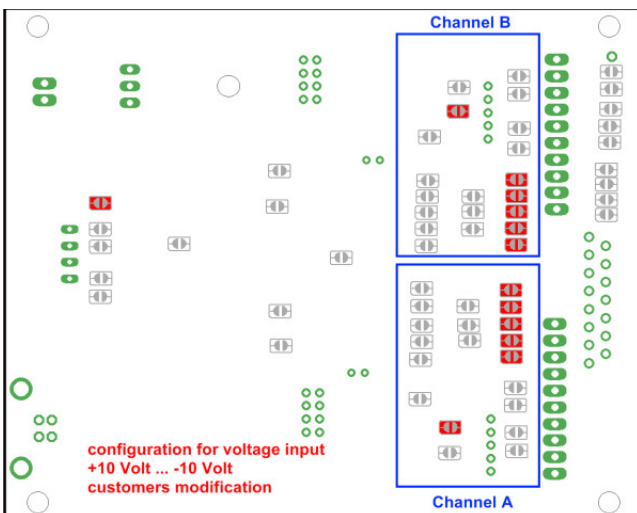 Channel B
configuration for voltage input
+10 Volt ... -10 Volt
customers modification
Channel A